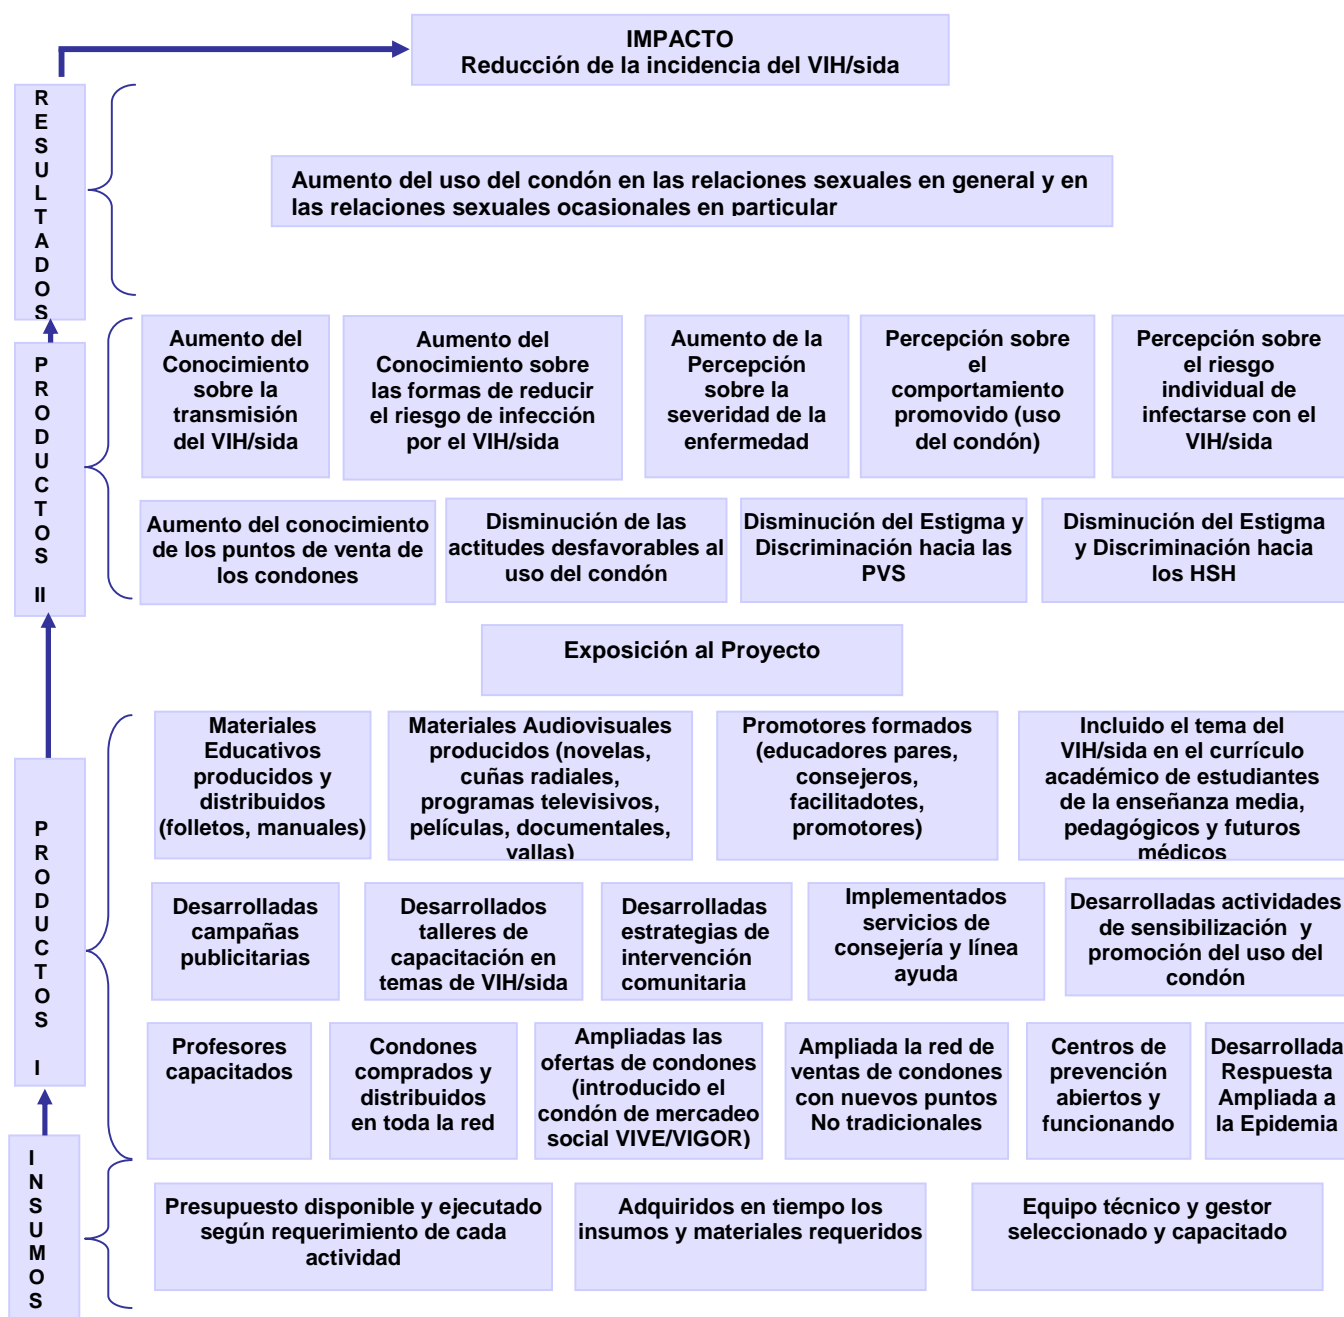 IMPACTO
Reducción de la incidencia del VIH/sida
R
E
S
U
L
T
A
D
O
S
Aumento del uso del condón en las relaciones sexuales en general y en
las relaciones sexuales ocasionales en particular
P
R
O
D
U
C
T
O
S
II
Aumento del
Conocimiento
sobre la
transmisión
del VIH/sida
Aumento del
Conocimiento sobre
las formas de reducir
el riesgo de infección
por el VIH/sida
Aumento de la
Percepción
sobre la
severidad de la
enfermedad
Percepción sobre
el
comportamiento
promovido (uso
del condón)
Percepción sobre
el riesgo
individual de
infectarse con el
VIH/sida
Aumento del conocimiento
de los puntos de venta de
los condones
Disminución de las
actitudes desfavorables al
uso del condón
Disminución del Estigma y
Discriminación hacia las
PVS
Disminución del Estigma
y Discriminación hacia
los HSH
Exposición al Proyecto
P
R
O
D
U
C
T
O
S
I
Materiales
Educativos
producidos y
distribuidos
(folletos, manuales)
Materiales Audiovisuales
producidos (novelas,
cuñas radiales,
programas televisivos,
películas, documentales,
vallas)
Promotores formados
(educadores pares,
consejeros,
facilitadotes,
promotores)
Incluido el tema del
VIH/sida en el currículo
académico de estudiantes
de la enseñanza media,
pedagógicos y futuros
médicos
Desarrolladas
campañas
publicitarias
Desarrollados
talleres de
capacitación en
temas de VIH/sida
Desarrolladas
estrategias de
intervención
comunitaria
Implementados
servicios de
consejería y línea
ayuda
Desarrolladas actividades
de sensibilización y
promoción del uso del
condón
Profesores
capacitados
Condones
comprados y
distribuidos
en toda la red
Ampliadas las
ofertas de condones
(introducido el
condón de mercadeo
social VIVE/VIGOR)
Ampliada la red de
ventas de condones
con nuevos puntos
No tradicionales
Centros de
prevención
abiertos y
funcionando
Desarrollada
Respuesta
Ampliada a
la Epidemia
I
N
S
U
M
O
S
Presupuesto disponible y ejecutado
según requerimiento de cada
actividad
Adquiridos en tiempo los
insumos y materiales requeridos
Equipo técnico y gestor
seleccionado y capacitado